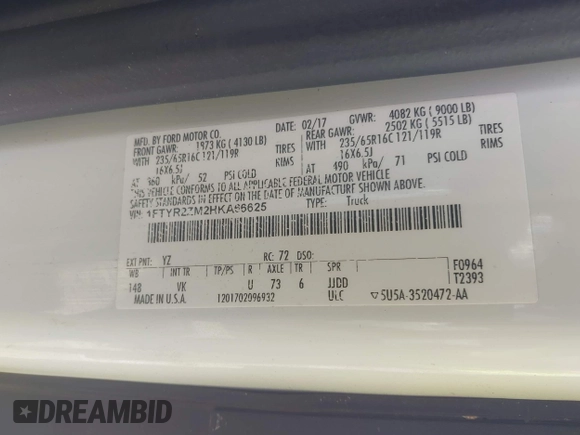 MFD. BY FORD MOTOR CO.
DATE: 02/17 GVWR: 4082 KG ( 9000 LB)
FRONT GAWR: 1973 KG ( 4130 LB) REAR GAWR: 2502 KG ( 5515 LB)
WITH 235/65R16C 121/119R TIRES WITH 235/65R16C 121/119R TIRES
16X6.5J RIMS 16X6.5J RIMS
AT 360 kPa/ 52 PSI COLD AT 490 kPa/ 71 PSI COLD
THIS VEHICLE CONFORMS TO ALL APPLICABLE FEDERAL MOTOR VEHICLE
SAFETY STANDARDS IN EFFECT ON THE DATE OF MANUFACTURE SHOWN ABOVE.
VIN: TYPE: Truck
EXT PNT: YZ RC: 72 DSO:
WB INT TR TP/PS R AXLE TR SPR F0964
148 VK U 73 6 JJDD T2393
MADE IN U.S.A. 1201702096932 ULC ▽5U5A-3520472-AA
DREAMBID